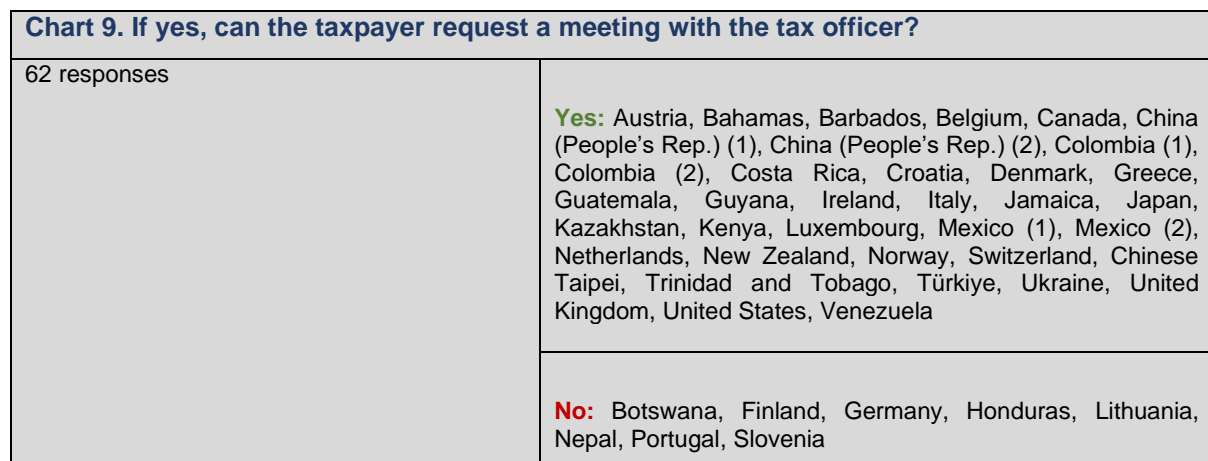 Chart 9. If yes, can the taxpayer request a meeting with the tax officer?
62 responses
Yes: Austria, Bahamas, Barbados, Belgium, Canada, China
(People’s Rep.) (1), China (People’s Rep.) (2), Colombia (1),
Colombia (2), Costa Rica, Croatia, Denmark, Greece,
Guatemala, Guyana, Ireland, Italy, Jamaica, Japan,
Kazakhstan, Kenya, Luxembourg, Mexico (1), Mexico (2),
Netherlands, New Zealand, Norway, Switzerland, Chinese
Taipei, Trinidad and Tobago, Türkiye, Ukraine, United
Kingdom, United States, Venezuela
No: Botswana, Finland, Germany, Honduras, Lithuania,
Nepal, Portugal, Slovenia